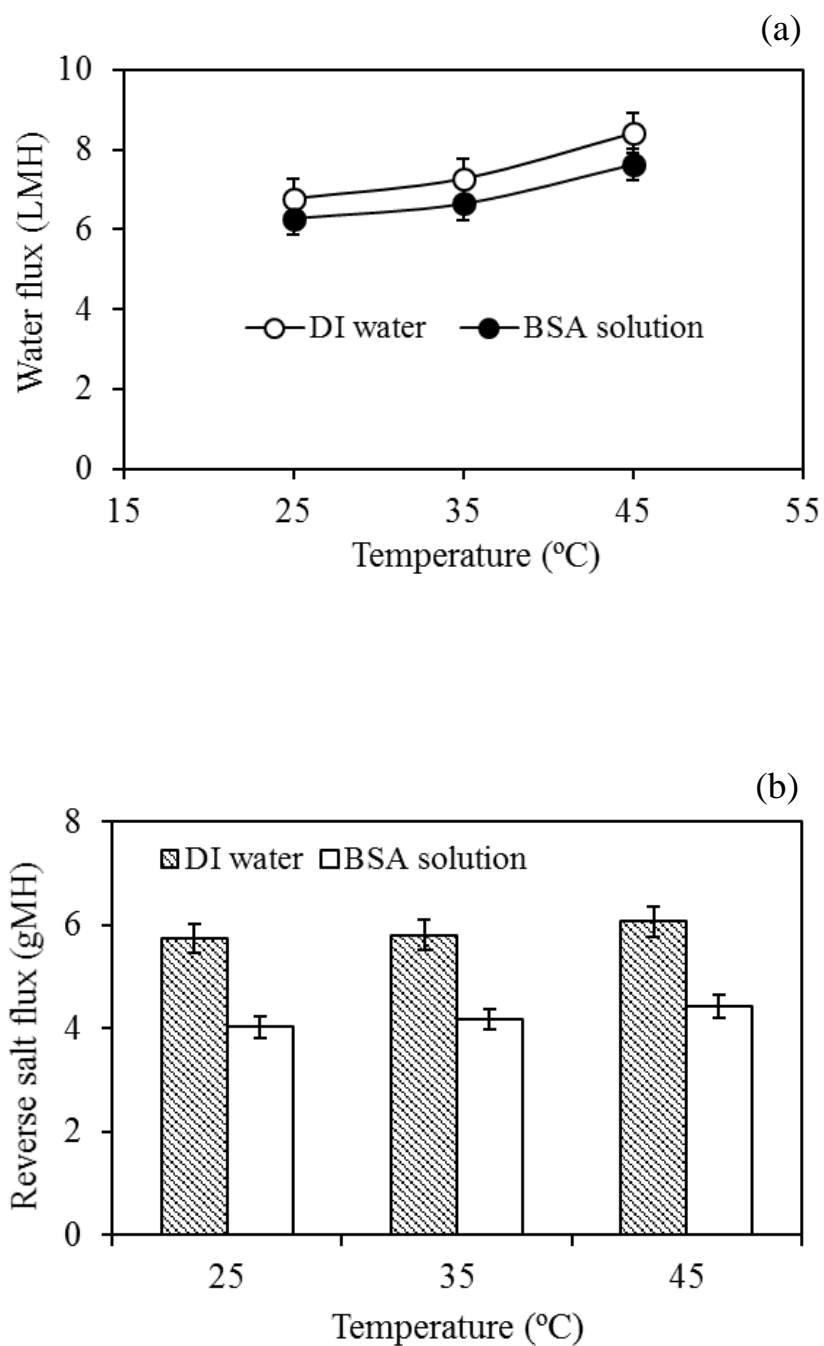 (a)
10
8
6
4
2
0
Water flux (LMH)
DI water BSA solution
15 25 35 45 55
Temperature (ºC)
(b)
8
6
4
2
0
Reverse salt flux (gMH)
DI water BSA solution
25 35 45
Temperature (ºC)